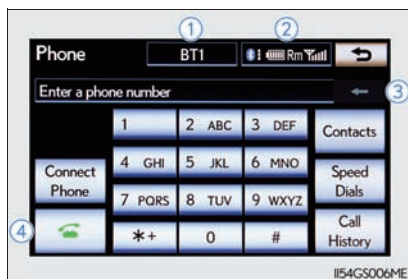 1 2
Phone BT1 Rm
Enter a phone number 3
1 2 ABC 3 DEF Contacts
Connect Phone 4 GHI 5 JKL 6 MNO Speed Dials
7 PQRS 8 TUV 9 WXYZ
4 *+ 0 # Call History
II54GS006ME